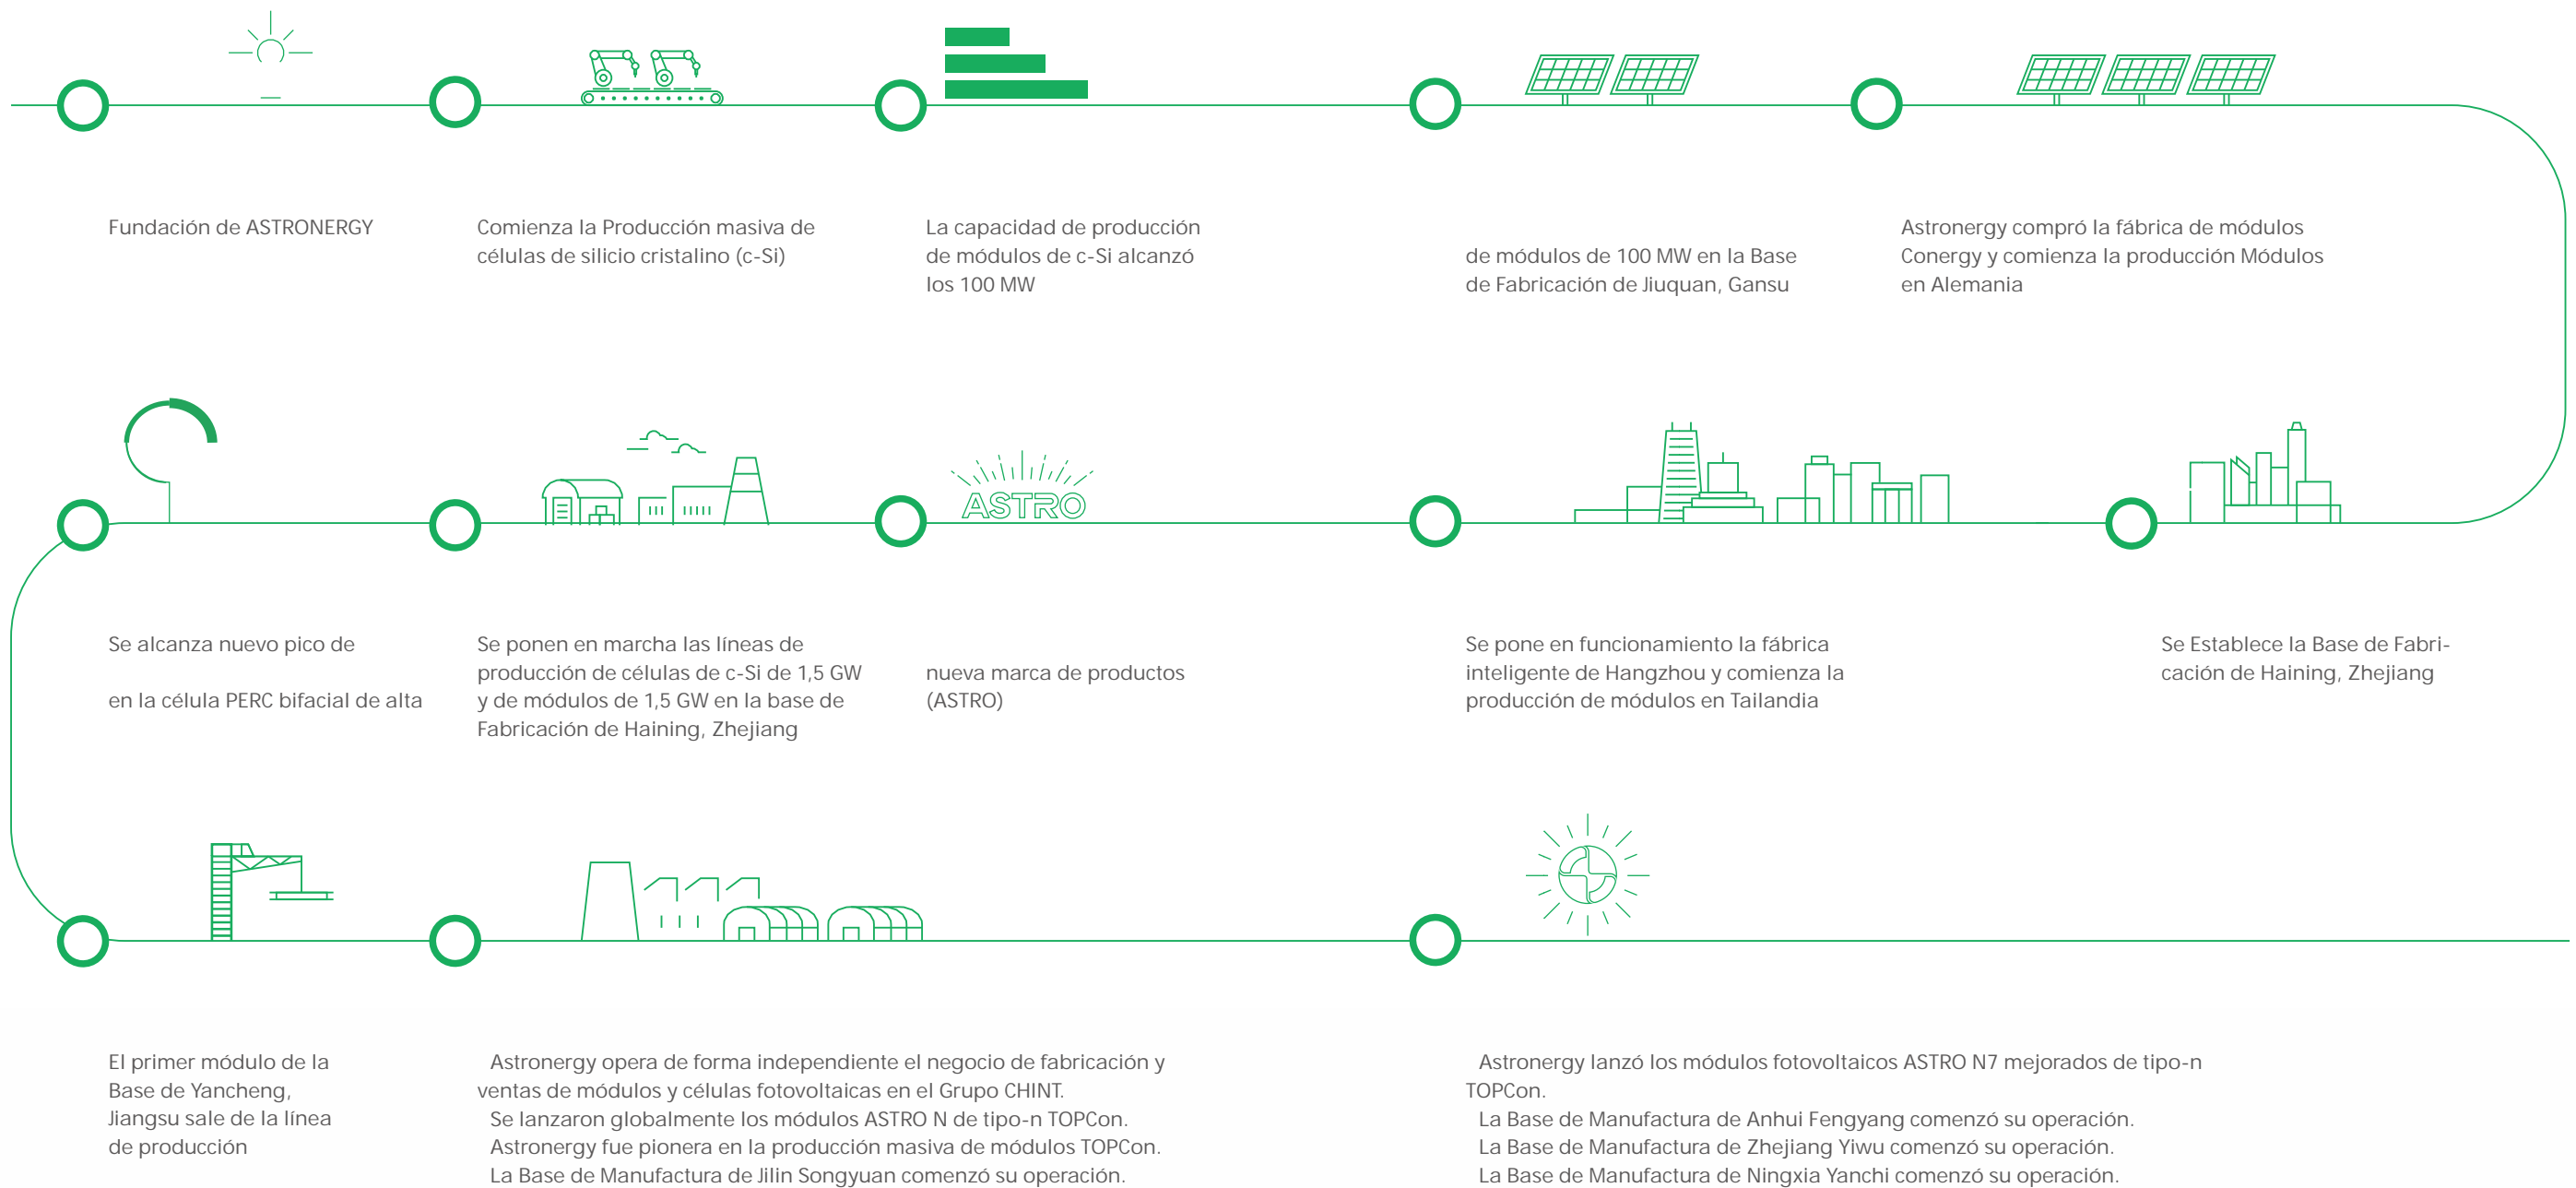 Fundación de ASTRONERGY
Comienza la Producción masiva de
células de silicio cristalino (c-Si)
La capacidad de producción
de módulos de c-Si alcanzó
los 100 MW
de módulos de 100 MW en la Base
de Fabricación de Jiuquan, Gansu
Astronergy compró la fábrica de módulos
Conergy y comienza la producción Módulos
en Alemania
ASTRO
Se alcanza nuevo pico de
en la célula PERC bifacial de alta
Se ponen en marcha las líneas de
producción de células de c-Si de 1,5 GW
y de módulos de 1,5 GW en la base de
Fabricación de Haining, Zhejiang
nueva marca de productos
(ASTRO)
Se pone en funcionamiento la fábrica
inteligente de Hangzhou y comienza la
producción de módulos en Tailandia
Se Establece la Base de Fabri-
cación de Haining, Zhejiang
El primer módulo de la
Base de Yancheng,
Jiangsu sale de la línea
de producción
Astronergy opera de forma independiente el negocio de fabricación y
ventas de módulos y células fotovoltaicas en el Grupo CHINT.
Se lanzaron globalmente los módulos ASTRO N de tipo-n TOPCon.
Astronergy fue pionera en la producción masiva de módulos TOPCon.
La Base de Manufactura de Jilin Songyuan comenzó su operación.
Astronergy lanzó los módulos fotovoltaicos ASTRO N7 mejorados de tipo-n
TOPCon.
La Base de Manufactura de Anhui Fengyang comenzó su operación.
La Base de Manufactura de Zhejiang Yiwu comenzó su operación.
La Base de Manufactura de Ningxia Yanchi comenzó su operación.